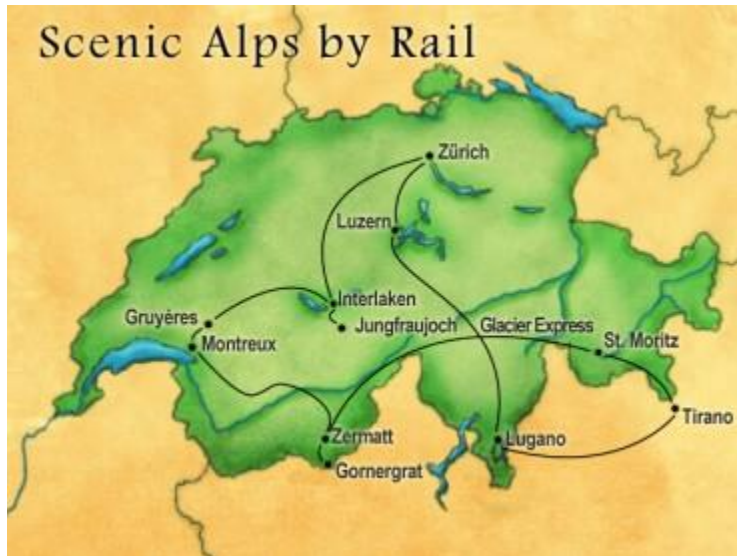 Scenic Alps by Rail
Zürich
Luzern
Interlaken
Gruyères
Jungfraujoch
Glacier Express
Montreux
St. Moritz
Tirano
Zermatt
Lugano
Gornergrat